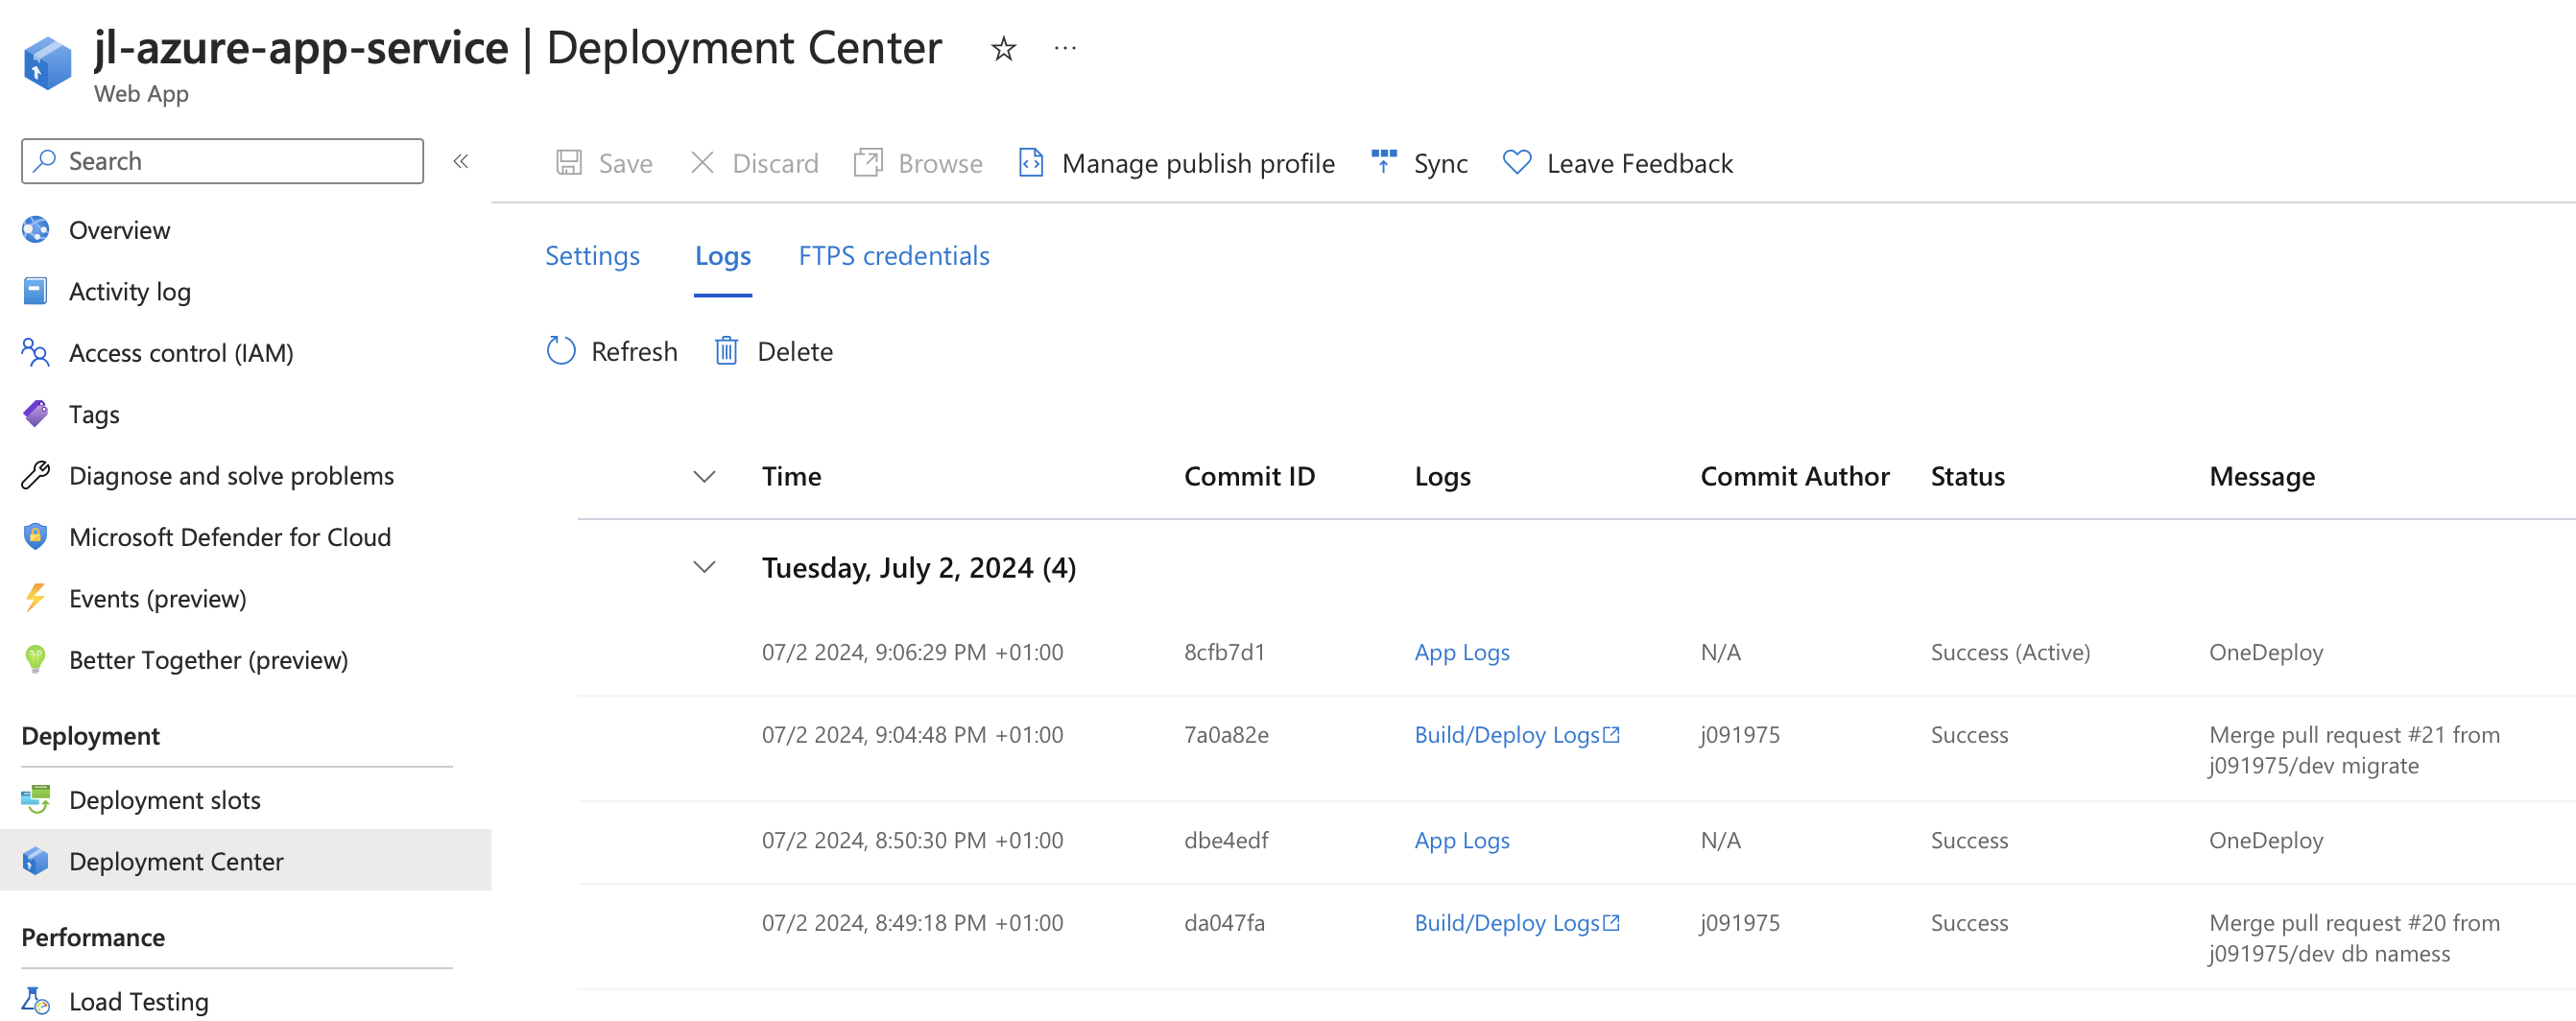 jl-azure-app-service | Deployment Center
Web App
Search
Save Discard Browse Manage publish profile Sync Leave Feedback
Overview
Activity log
Access control (IAM)
Tags
Diagnose and solve problems
Microsoft Defender for Cloud
Events (preview)
Better Together (preview)
Deployment
Deployment slots
Deployment Center
Performance
Load Testing
Settings Logs FTPS credentials
Refresh Delete
Time Commit ID Logs Commit Author Status Message
Tuesday, July 2, 2024 (4)
07/2 2024, 9:06:29 PM +01:00 8cfb7d1 App Logs N/A Success (Active) OneDeploy
07/2 2024, 9:04:48 PM +01:00 7a0a82e Build/Deploy Logs j091975 Success Merge pull request #21 from
j091975/dev migrate
07/2 2024, 8:50:30 PM +01:00 dbe4edf App Logs N/A Success OneDeploy
07/2 2024, 8:49:18 PM +01:00 da047fa Build/Deploy Logs j091975 Success Merge pull request #20 from
j091975/dev db namess